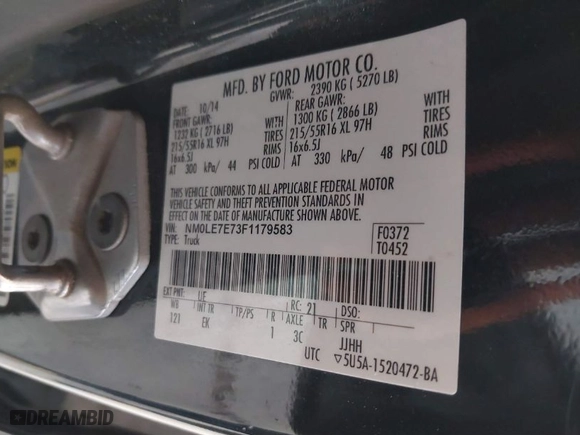 MFD. BY FORD MOTOR CO.
10/14 GVWR: 2390 KG ( 5270 LB)
FRONT GAWR: REAR GAWR:
1232 KG ( 2716 LB) WITH 1300 KG ( 2866 LB) WITH
215/55R16 XL 97H TIRES 215/55R16 XL 97H TIRES
16x6.5J RIMS 16x6.5J RIMS
AT 300 kPa/ 44 PSI COLD AT 330 kPa/ 48 PSI COLD
THIS VEHICLE CONFORMS TO ALL APPLICABLE FEDERAL MOTOR
VEHICLE SAFETY AND THEFT PREVENTION STANDARDS IN
EFFECT ON THE DATE OF MANUFACTURE SHOWN ABOVE.
VIN: NM0LE7E73F1179583 F0372
TYPE: Truck T0452
EXT PNT: UE RC: 21 DSO:
WB INT TR TP/PS R AXLE TR SPR
121 EK 1 3C JJHH
UTC ▽5U5A-1520472-BA
DREAMBID